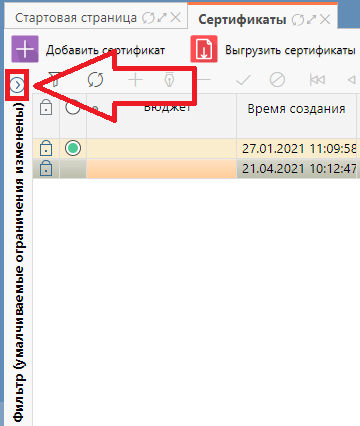 Стартовая страница
Сертификаты
Добавить сертификат
Выгрузить сертификаты
Бюджет
Время создания
27.01.2021 11:09:58
21.04.2021 10:12:47
Фильтр (умалчиваемые ограничения изменены)